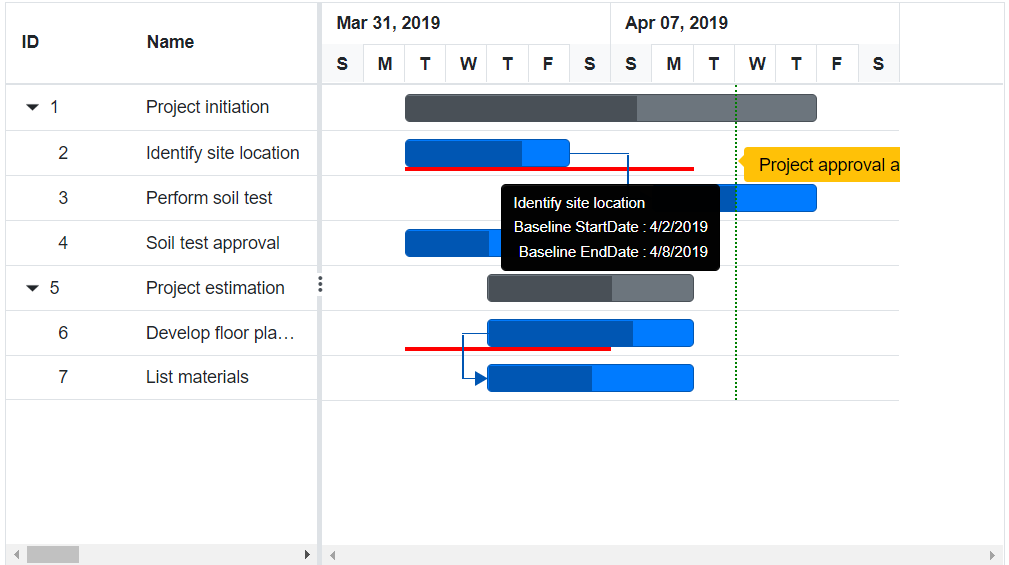 ID Name
Mar 31, 2019 Apr 07, 2019
S M T W T F S S M T W T F S
1 Project initiation
2 Identify site location
Project approval a
3 Perform soil test
Identify site location
Baseline StartDate : 4/2/2019
Baseline EndDate : 4/8/2019
4 Soil test approval
5 Project estimation
6 Develop floor pla…
7 List materials